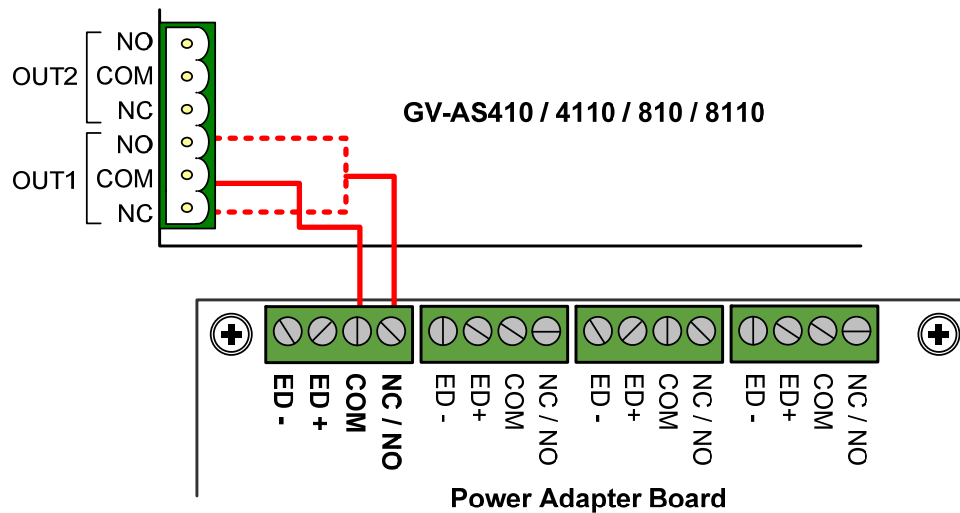 NO
OUT2 COM
NC
NO
OUT1 COM
NC
GV-AS410 / 4110 / 810 / 8110
ED -
ED +
COM
NC / NO
ED -
ED+
COM
NC / NO
ED -
ED+
COM
NC / NO
ED -
ED+
COM
NC / NO
Power Adapter Board